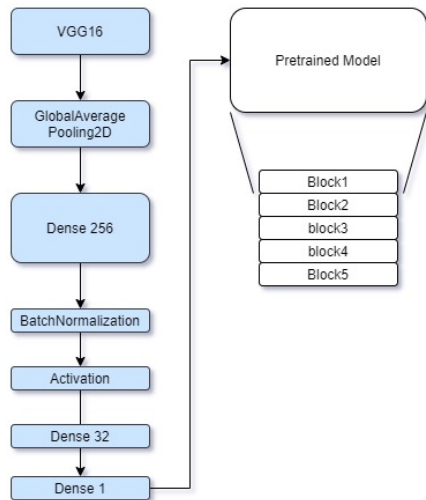 VGG16
GlobalAverage
Pooling2D
Dense 256
BatchNormalization
Activation
Dense 32
Dense 1
Pretrained Model
Block1
Block2
block3
block4
Block5